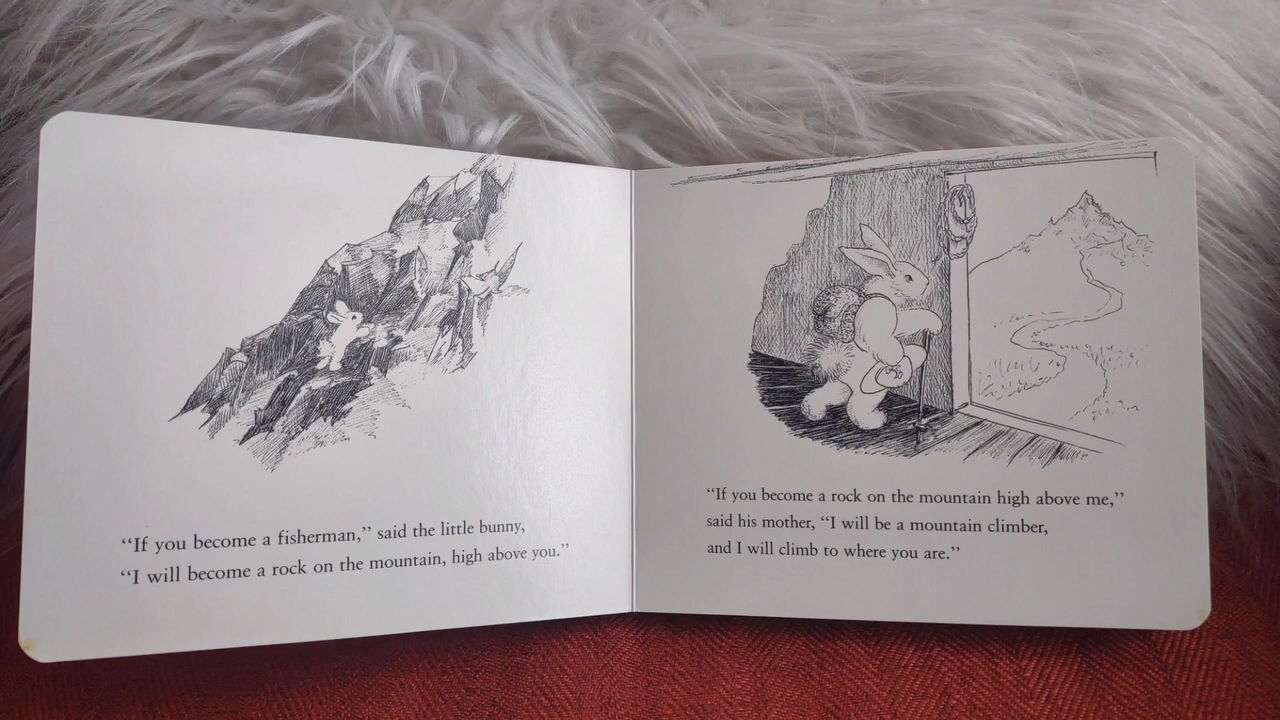 “If you become a fisherman,” said the little bunny,
“I will become a rock on the mountain, high above you.”
“If you become a rock on the mountain high above me,”
said his mother, “I will be a mountain climber,
and I will climb to where you are.”